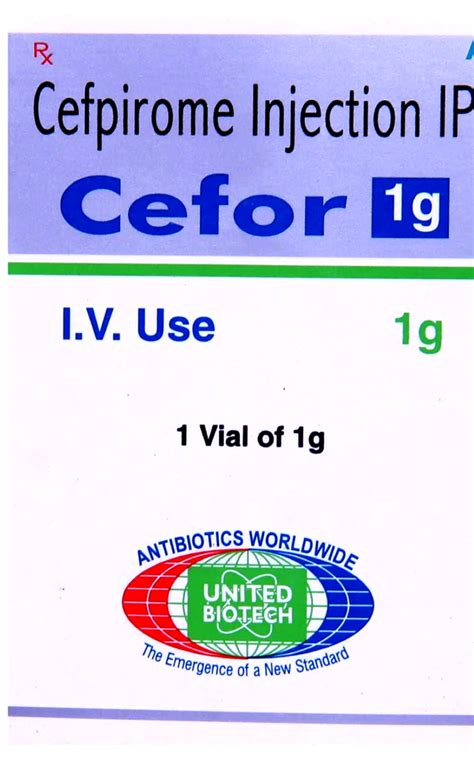 Rx
Cefpirome Injection IP
Cefor 1g
I.V. Use 1g
1 Vial of 1g
ANTIBIOTICS WORLDWIDE
UNITED
BIOTECH
The Emergence of a New Standard